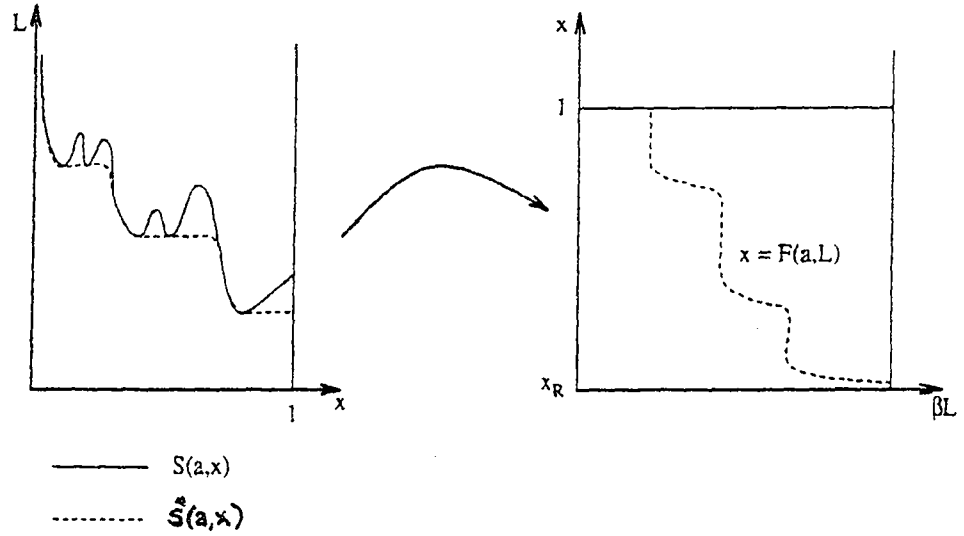 L
x
1
x = F(a,L)
x_R
x
1
βL
S(a,x)
S̃(a,x)